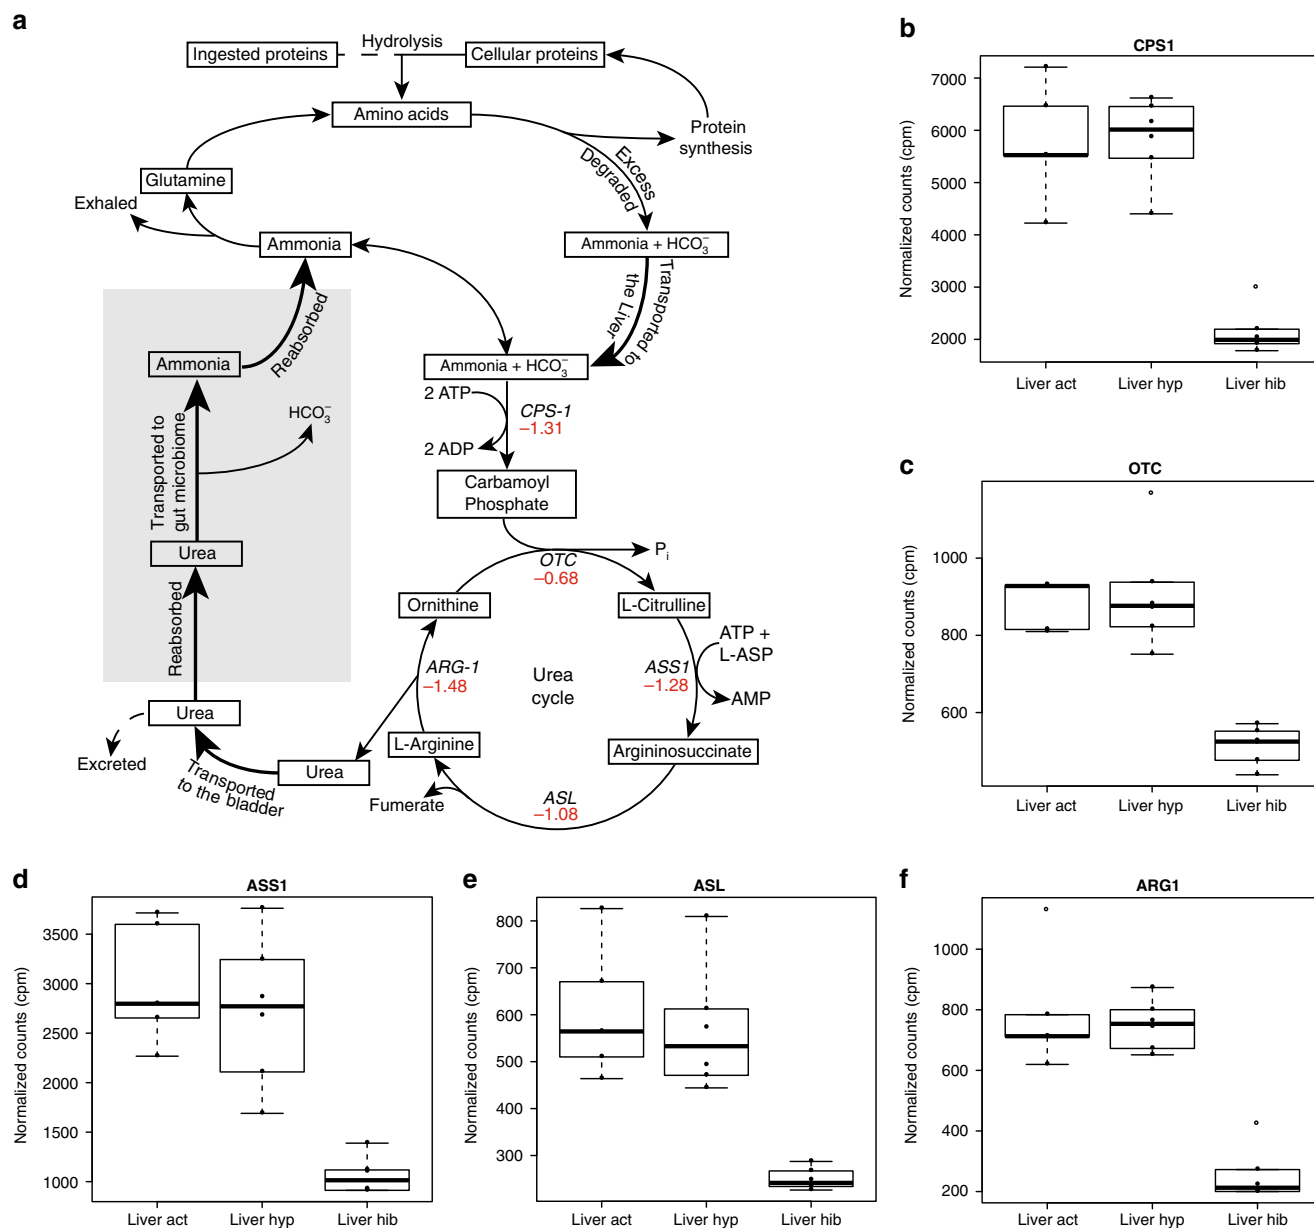 a
Ingested proteins
Hydrolysis
Cellular proteins
Amino acids
Protein
synthesis
Excess
Degraded
Glutamine
Exhaled
Ammonia
Ammonia + HCO₃⁻
Transported to
the Liver
Reabsorbed
Ammonia
Ammonia + HCO₃⁻
HCO₃⁻
2 ATP
CPS-1
−1.31
2 ADP
Transported to
gut microbiome
Carbamoyl
Phosphate
Urea
OTC
−0.68
Pᵢ
Reabsorbed
Ornithine
L-Citrulline
ATP +
L-ASP
ARG-1
−1.48
Urea
cycle
ASS1
−1.28
AMP
Urea
L-Arginine
Argininosuccinate
Excreted
Transported
to the bladder
Urea
Fumerate
ASL
−1.08
b
CPS1
Normalized counts (cpm)
7000
6000
5000
4000
3000
2000
Liver act Liver hyp Liver hib
c
OTC
Normalized counts (cpm)
1000
800
600
Liver act Liver hyp Liver hib
d
ASS1
Normalized counts (cpm)
3500
3000
2500
2000
1500
1000
Liver act Liver hyp Liver hib
e
ASL
Normalized counts (cpm)
800
700
600
500
400
300
Liver act Liver hyp Liver hib
f
ARG1
Normalized counts (cpm)
1000
800
600
400
200
Liver act Liver hyp Liver hib